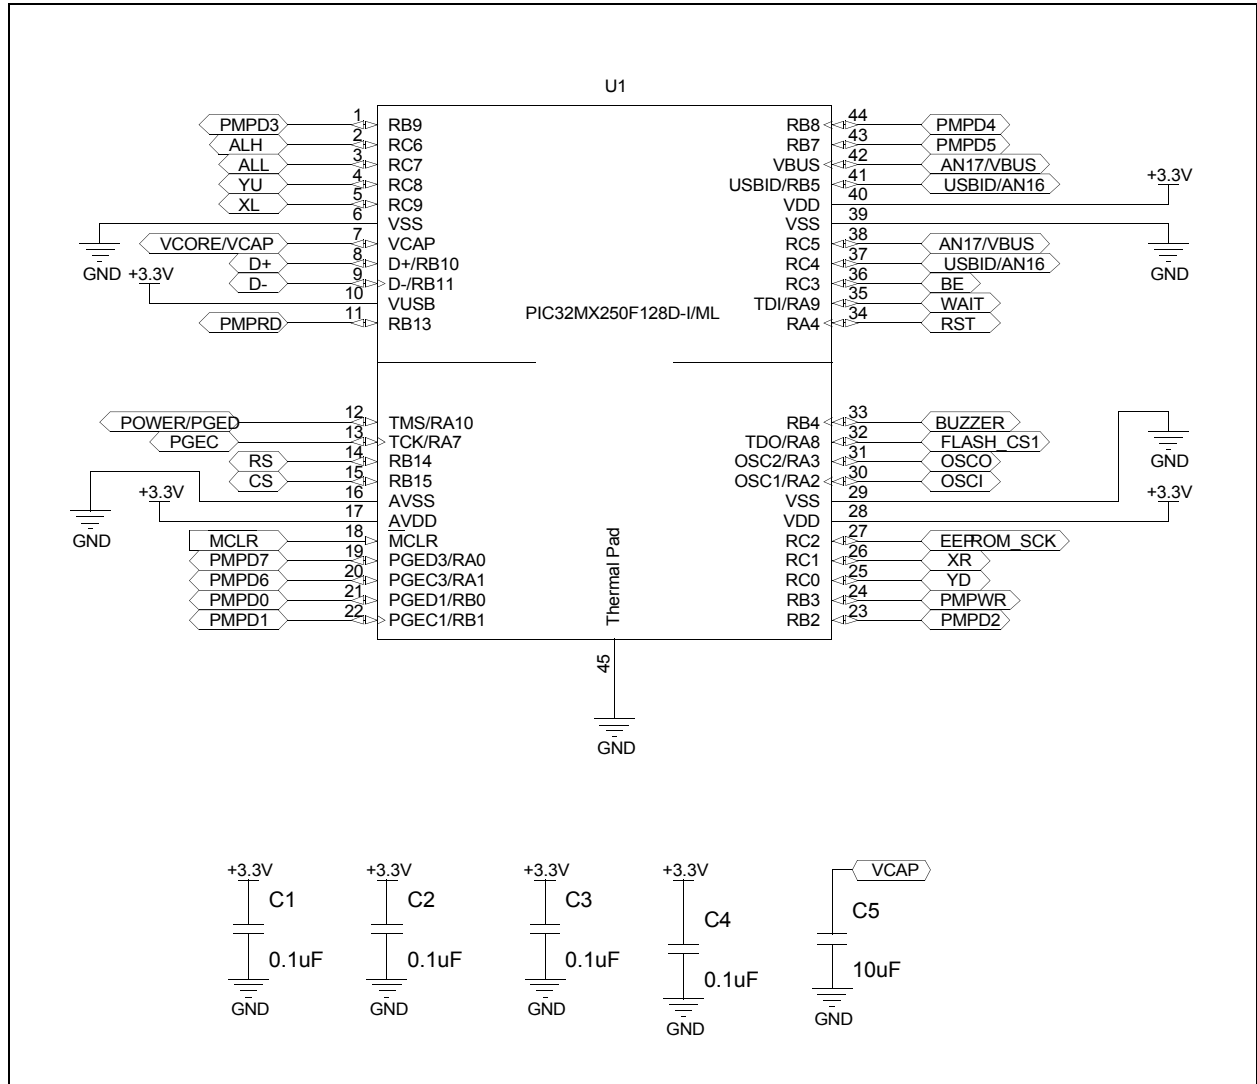 U1
PMPD3 1 RB9 RB8 44 PMPD4
ALH 2 RC6 RB7 43 PMPD5
ALL 3 RC7 VBUS 42 AN17/VBUS
YU 4 RC8 USBID/RB5 41 USBID/AN16
XL 5 RC9 VDD 40 +3.3V
6 VSS VSS 39
GND VCORE/VCAP 7 VCAP RC5 38 AN17/VBUS GND
D+ 8 D+/RB10 RC4 37 USBID/AN16
+3.3V D- 9 D-/RB11 RC3 36 BE
10 VUSB TDI/RA9 35 WAIT
PMPRD 11 RB13 PIC32MX250F128D-I/ML RA4 34 RST
POWER/PGED 12 TMS/RA10 RB4 33 BUZZER
PGEC 13 TCK/RA7 TDO/RA8 32 FLASH_CS1
RS 14 RB14 OSC2/RA3 31 OSCO GND
CS 15 RB15 OSC1/RA2 30 OSCI
+3.3V 16 AVSS VSS 29 +3.3V
GND 17 AVDD VDD 28
MCLR 18 MCLR RC2 27 EEPROM_SCK
PMPD7 19 PGED3/RA0 RC1 26 XR
PMPD6 20 PGEC3/RA1 RC0 25 YD
PMPD0 21 PGED1/RB0 RB3 24 PMPWR
PMPD1 22 PGEC1/RB1 RB2 23 PMPD2
Thermal Pad
45
GND
+3.3V +3.3V +3.3V +3.3V VCAP
C1 C2 C3 C4 C5
0.1uF 0.1uF 0.1uF 0.1uF 10uF
GND GND GND GND GND